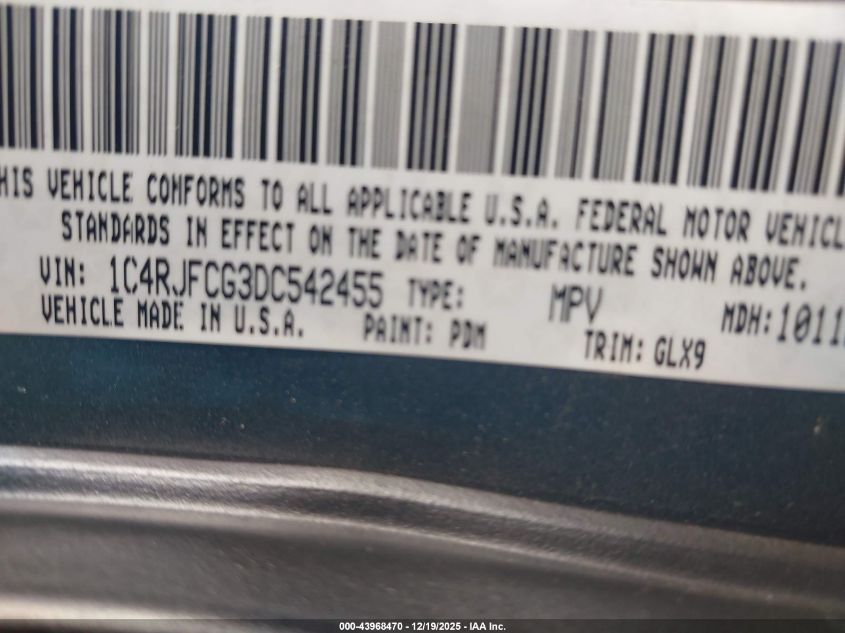 HIS VEHICLE CONFORMS TO ALL APPLICABLE U.S.A. FEDERAL MOTOR VEHICL
STANDARDS IN EFFECT ON THE DATE OF MANUFACTURE SHOWN ABOVE.
VIN: 1C4RJFCG3DC542455 TYPE: MPV MDH: 1011
VEHICLE MADE IN U.S.A. PAINT: PDM TRIM: GLX9
000-43968470 - 12/19/2025 - IAA Inc.